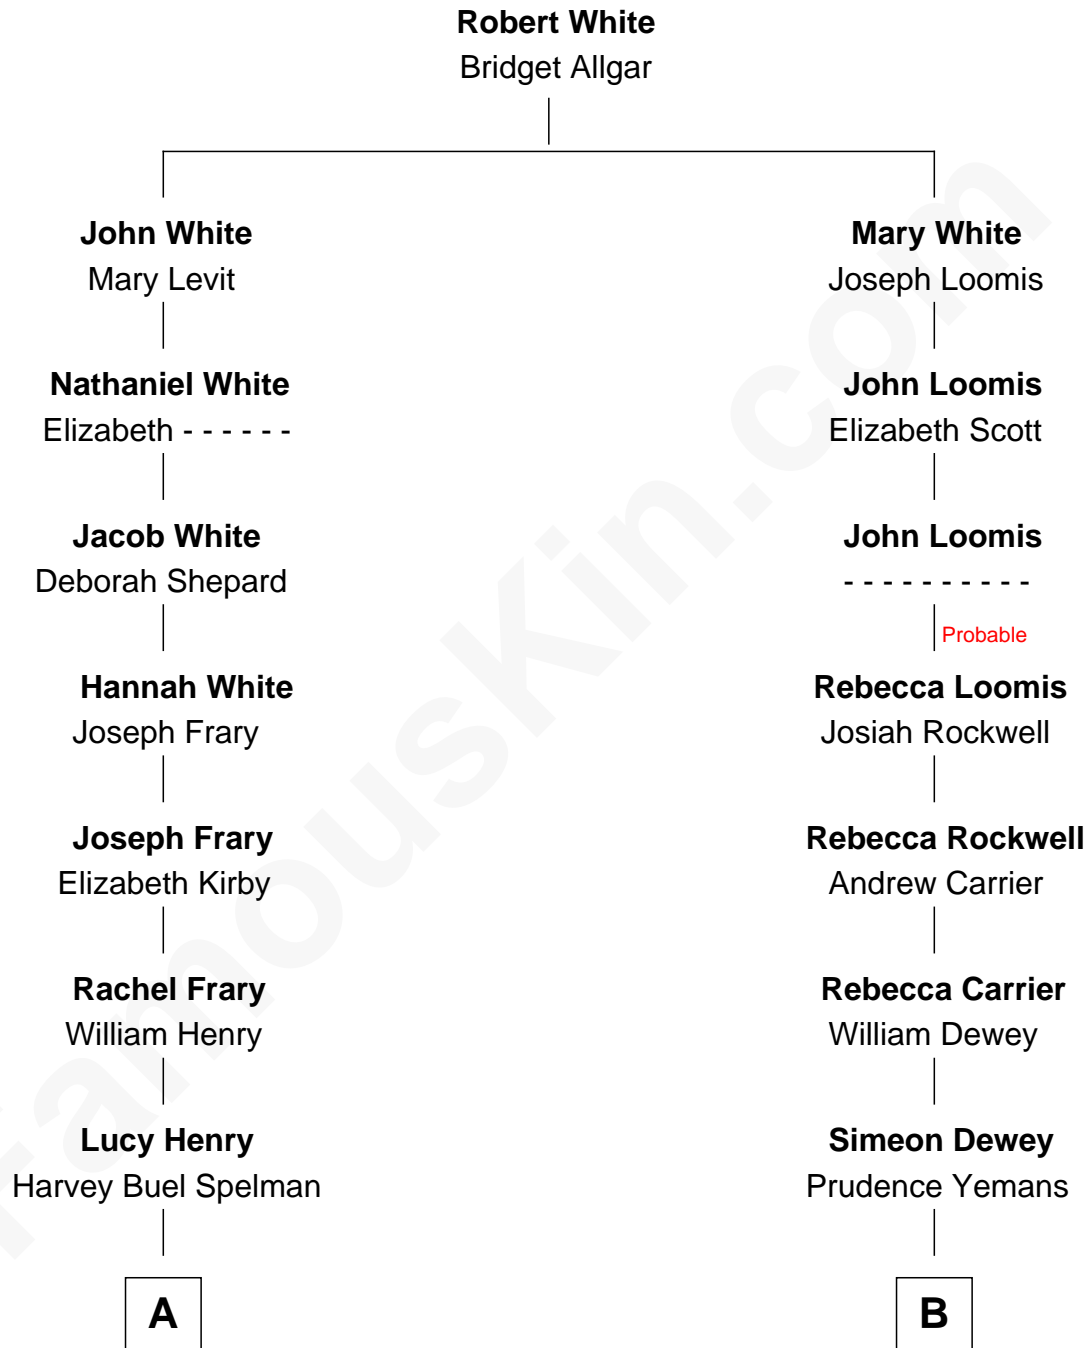 Robert White
Bridget Allgar
John White
Mary Levit
Mary White
Joseph Loomis
Nathaniel White
Elizabeth - - - - - -
John Loomis
Elizabeth Scott
Jacob White
Deborah Shepard
John Loomis
- - - - - - - - - -
Probable
Hannah White
Joseph Frary
Rebecca Loomis
Josiah Rockwell
Joseph Frary
Elizabeth Kirby
Rebecca Rockwell
Andrew Carrier
Rachel Frary
William Henry
Rebecca Carrier
William Dewey
Lucy Henry
Harvey Buel Spelman
Simeon Dewey
Prudence Yemans
A
B
FamousKin.com